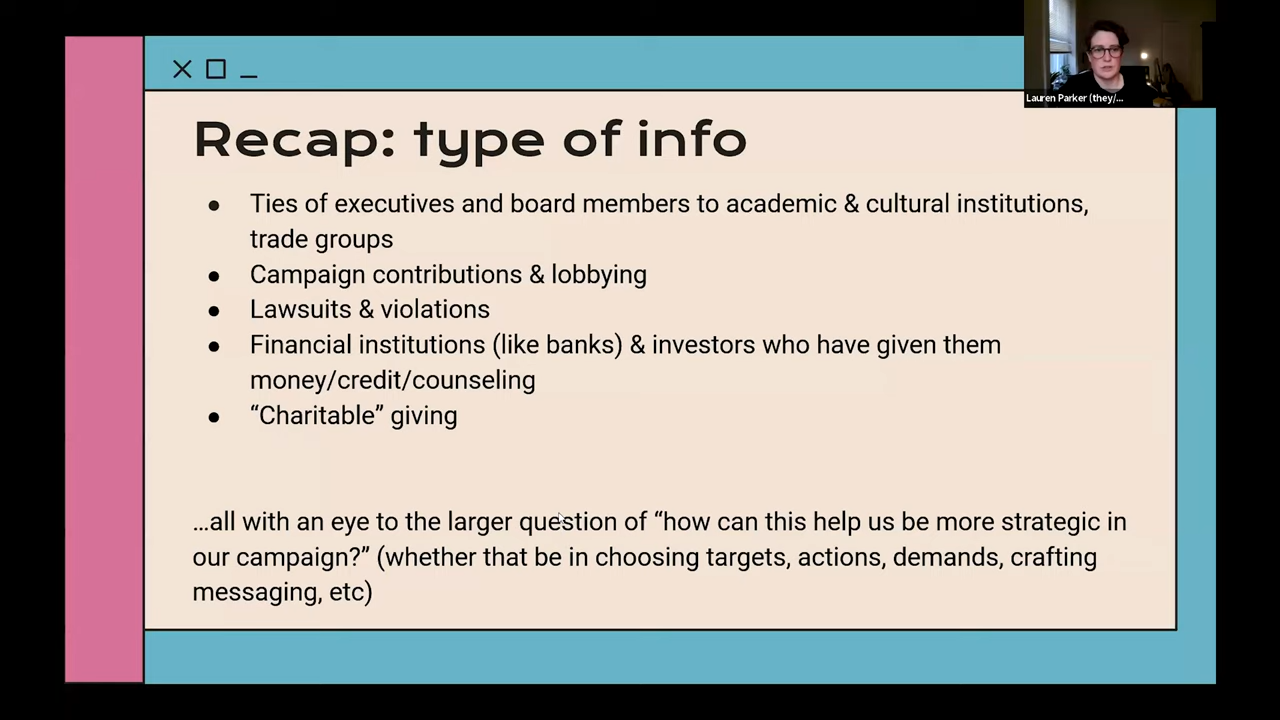 Lauren Parker (they/...
Recap: type of info
● Ties of executives and board members to academic & cultural institutions,
trade groups
● Campaign contributions & lobbying
● Lawsuits & violations
● Financial institutions (like banks) & investors who have given them
money/credit/counseling
● “Charitable” giving
...all with an eye to the larger question of “how can this help us be more strategic in
our campaign?” (whether that be in choosing targets, actions, demands, crafting
messaging, etc)